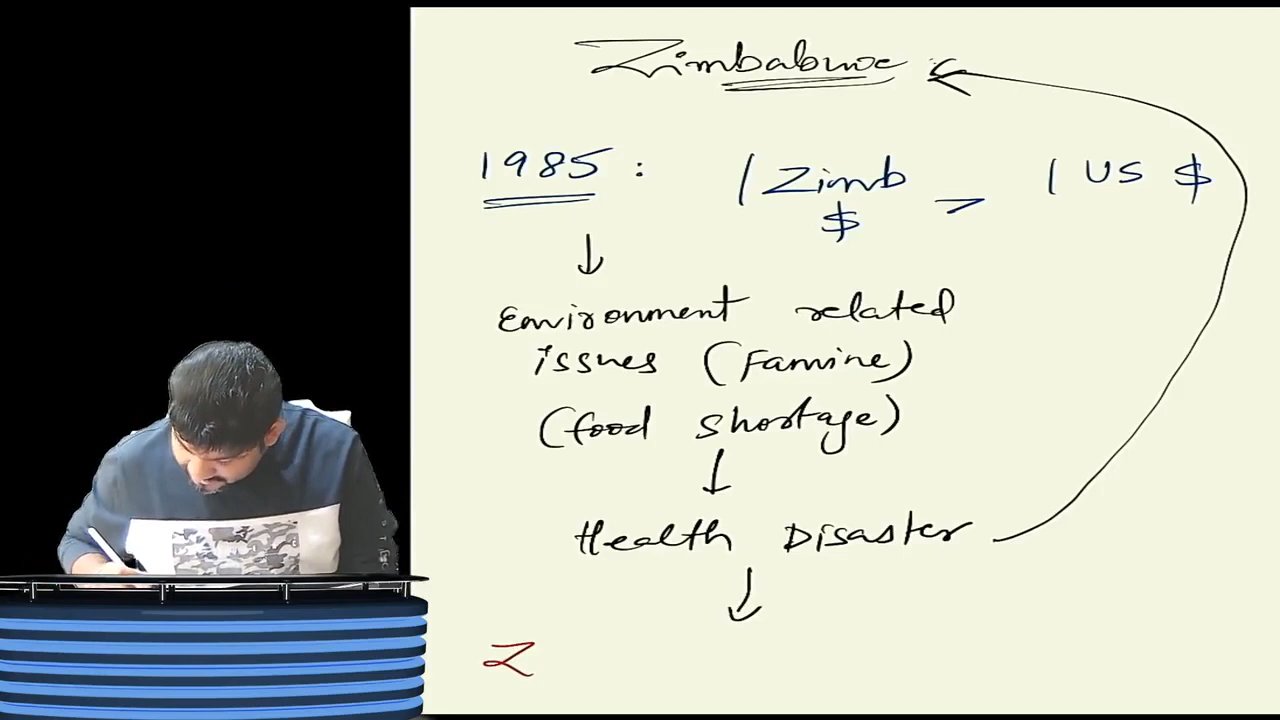 Zimbabwe
1985 : 1 Zimb $ > 1 US $
Environment related
issues (Famine)
(food shortage)
Health Disaster
Z